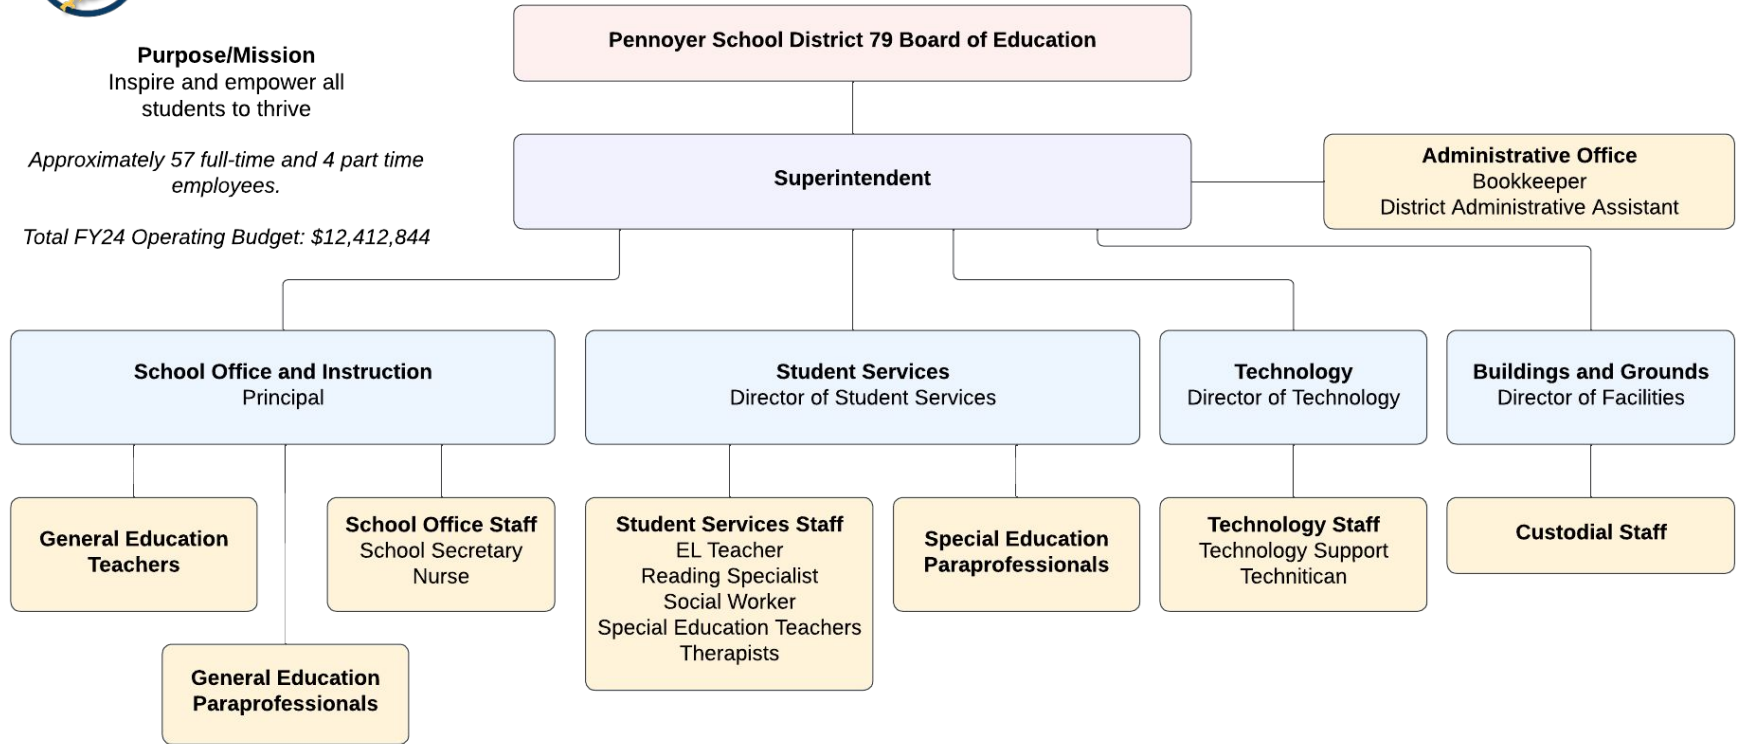 Purpose/Mission
Inspire and empower all
students to thrive
Approximately 57 full-time and 4 part time
employees.
Total FY24 Operating Budget: $12,412,844
Pennoyer School District 79 Board of Education
Superintendent
Administrative Office
Bookkeeper
District Administrative Assistant
School Office and Instruction
Principal
Student Services
Director of Student Services
Technology
Director of Technology
Buildings and Grounds
Director of Facilities
General Education
Teachers
School Office Staff
School Secretary
Nurse
Student Services Staff
EL Teacher
Reading Specialist
Social Worker
Special Education Teachers
Therapists
Special Education
Paraprofessionals
Technology Staff
Technology Support
Technitican
Custodial Staff
General Education
Paraprofessionals